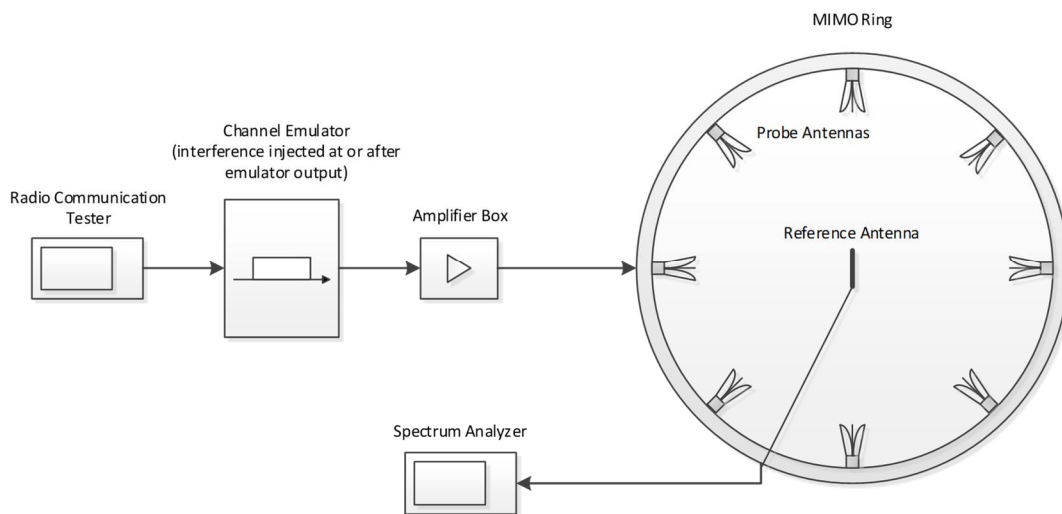 MIMO Ring
Channel Emulator
(interference injected at or after
emulator output)
Probe Antennas
Radio Communication
Tester
Amplifier Box
Reference Antenna
Spectrum Analyzer